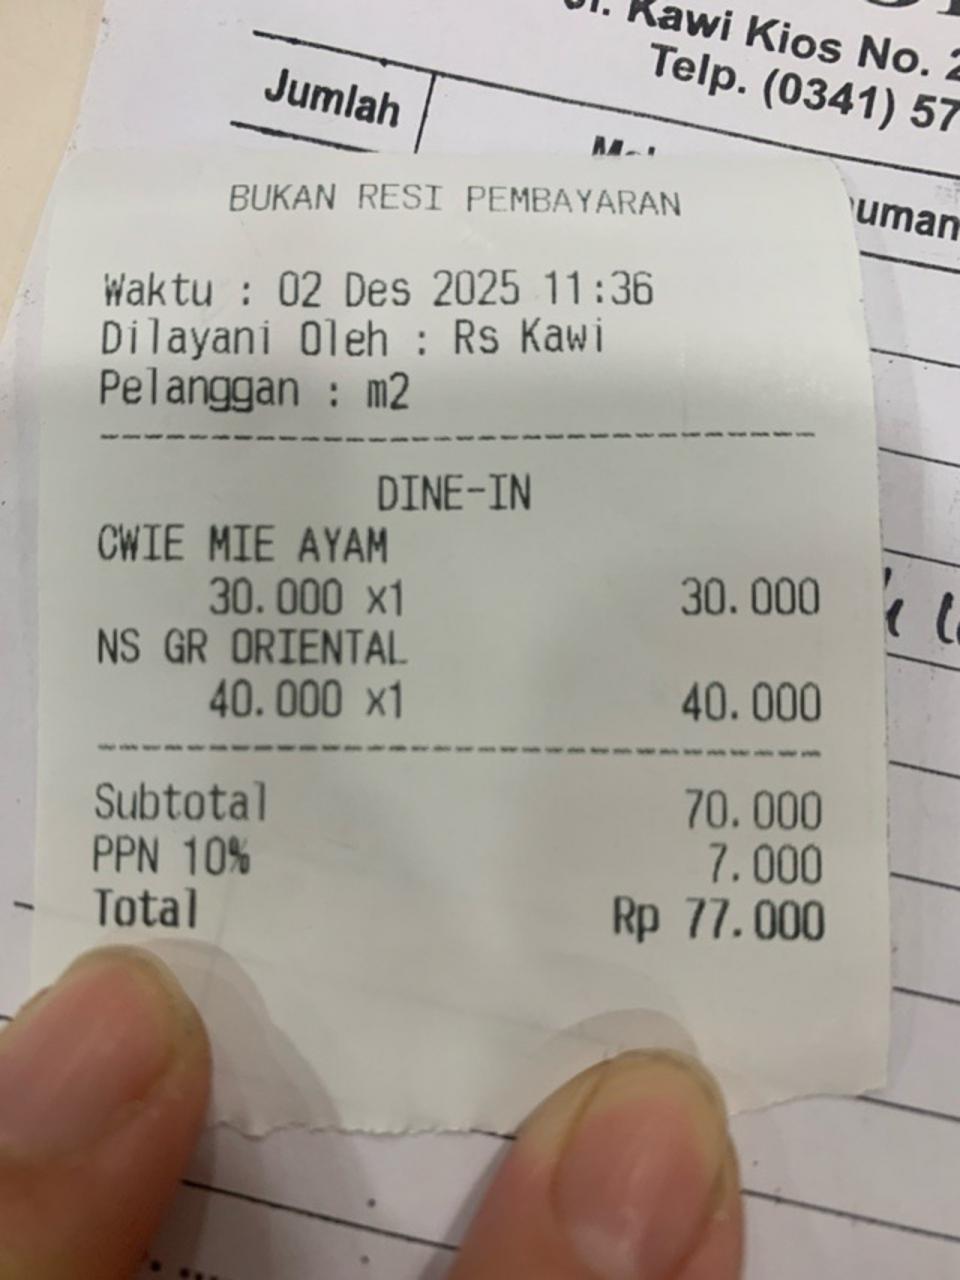 Kawi Kios No. 2
Telp. (0341) 57
Jumlah
BUKAN RESI PEMBAYARAN
Waktu : 02 Des 2025 11:36
Dilayani Oleh : Rs Kawi
Pelanggan : m2
DINE-IN
CWIE MIE AYAM
30.000 x1 30.000
NS GR ORIENTAL
40.000 x1 40.000
Subtotal 70.000
PPN 10% 7.000
Total Rp 77.000